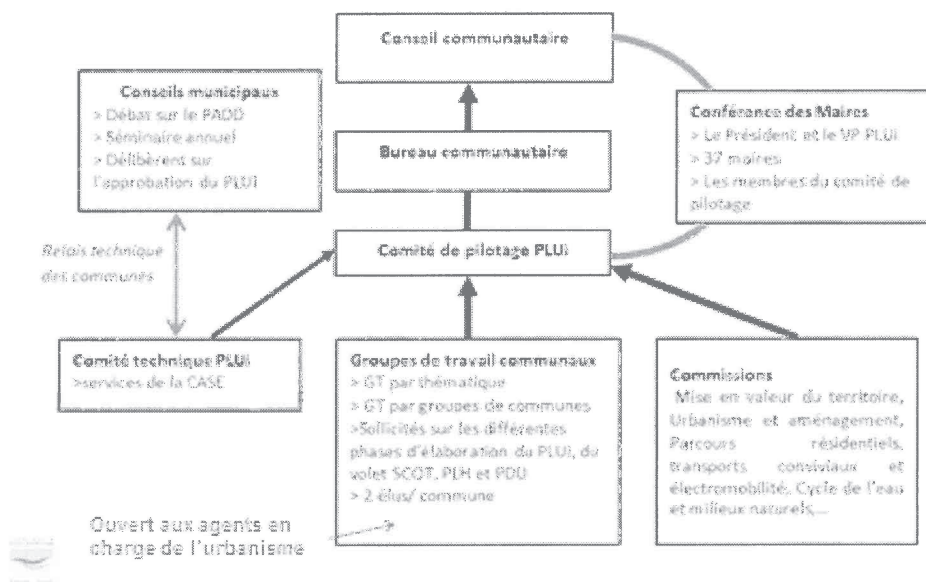 Conseil communautaire
Conseils municipaux
> Débat sur le PADD
> Séminaire annuel
> Délibèrent sur
l'approbation du PLUi
Conférence des Maires
> Le Président et le VP PLUi
> 37 maires
> Les membres du comité de
pilotage
Bureau communautaire
Relais technique
des communes
Comité de pilotage PLUi
Comité technique PLUi
>services de la CASE
Groupes de travail communaux
> GT par thématique
> GT par groupes de communes
>Sollicités sur les différentes
phases d'élaboration du PLUi, du
volet SCOT, PLH et PDU
> 2 élus/ commune
Commissions
Mise en valeur du territoire,
Urbanisme et aménagement,
Parcours résidentiels,
transports conviviaux et
électromobilité, Cycle de l'eau
et milieux naturels,...
Ouvert aux agents en
charge de l'urbanisme